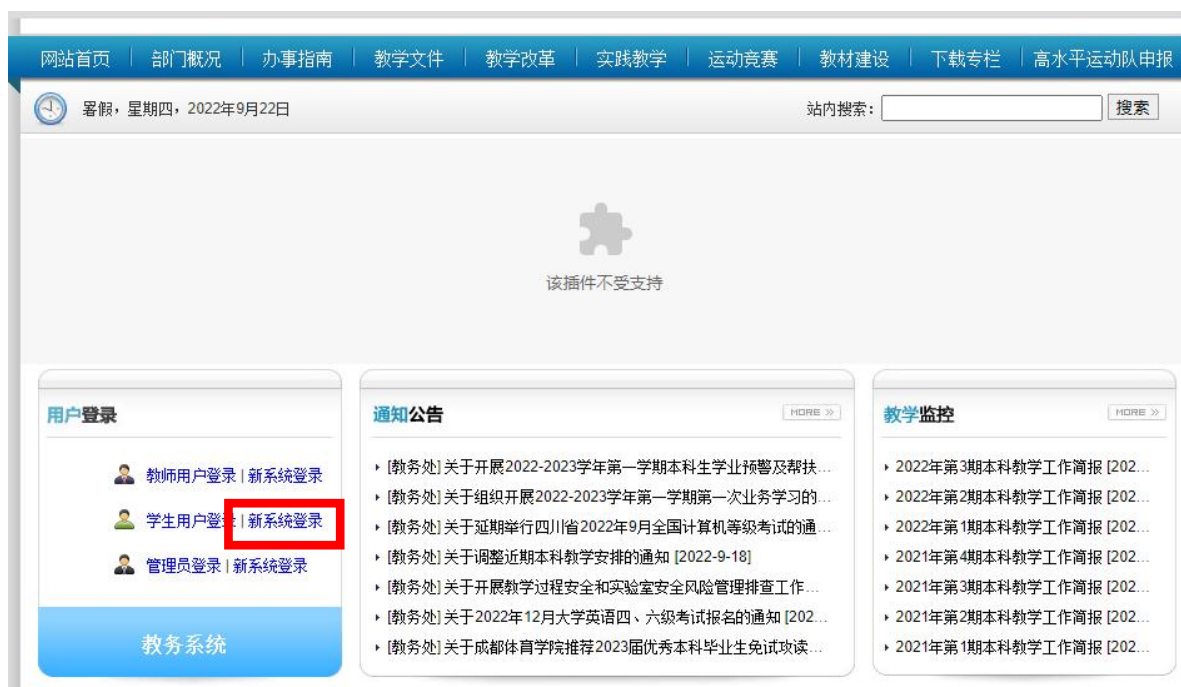 网站首页 部门概况 办事指南 教学文件 教学改革 实践教学 运动竞赛 教材建设 下载专栏 高水平运动队申报
署假，星期四，2022年9月22日 站内搜索： 搜索
该插件不受支持
用户登录
教师用户登录 | 新系统登录
学生用户登录 | 新系统登录
管理员登录 | 新系统登录
教务系统
通知公告 MORE »
[教务处]关于开展2022-2023学年第一学期本科生学业预警及帮扶...
[教务处]关于组织开展2022-2023学年第一学期第一次业务学习的...
[教务处]关于延期举行四川省2022年9月全国计算机等级考试的通...
[教务处]关于调整近期本科教学安排的通知 [2022-9-18]
[教务处]关于开展教学过程安全和实验室安全风险管理排查工作...
[教务处]关于2022年12月大学英语四、六级考试报名的通知 [202...
[教务处]关于成都体育学院推荐2023届优秀本科毕业生免试攻读...
教学监控 MORE »
2022年第3期本科教学工作简报 [202...
2022年第2期本科教学工作简报 [202...
2022年第1期本科教学工作简报 [202...
2021年第4期本科教学工作简报 [202...
2021年第3期本科教学工作简报 [202...
2021年第2期本科教学工作简报 [202...
2021年第1期本科教学工作简报 [202...